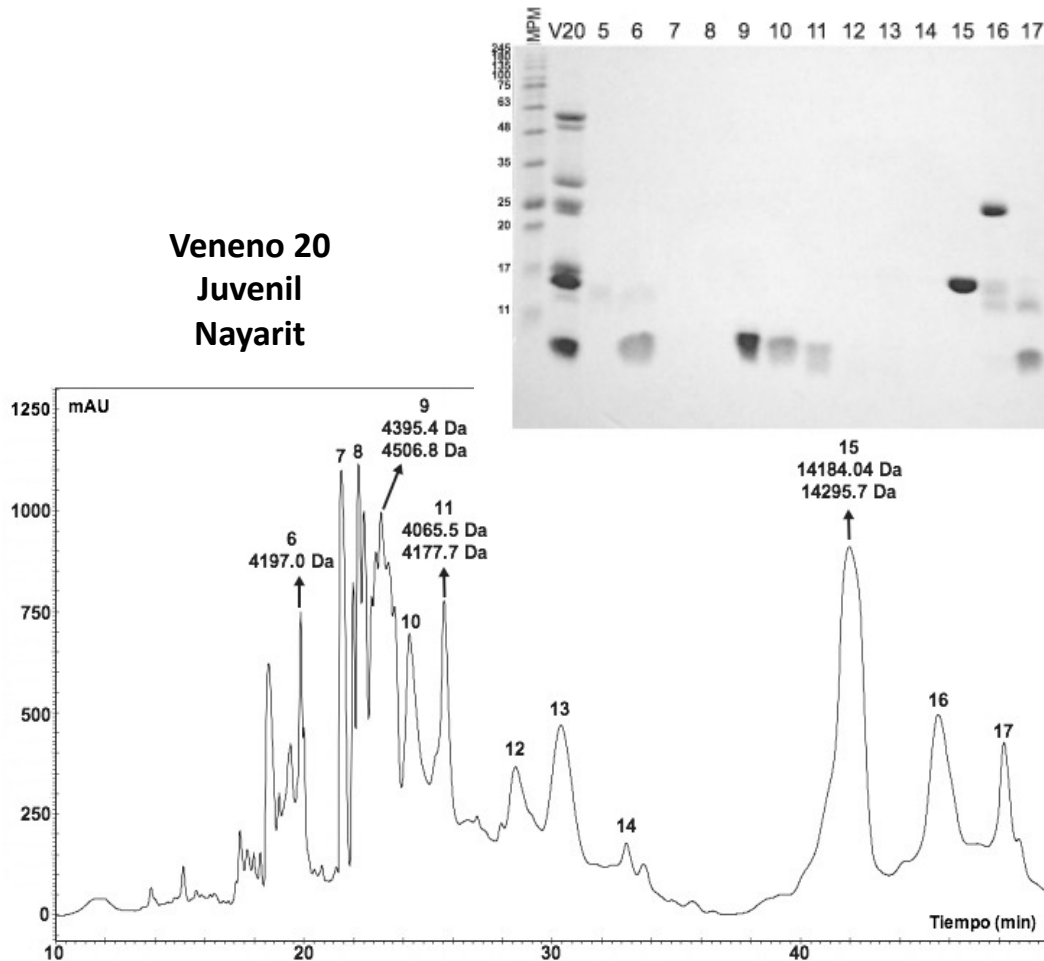 MPM V20 5 6 7 8 9 10 11 12 13 14 15 16 17
245
180
135
100
75
63
48
35
25
20
17
11
Veneno 20
Juvenil
Nayarit
mAU
1250
1000
750
500
250
0
6
4197.0 Da
7
8
9
4395.4 Da
4506.8 Da
10
11
4065.5 Da
4177.7 Da
12
13
14
15
14184.04 Da
14295.7 Da
16
17
Tiempo (min)
10 20 30 40